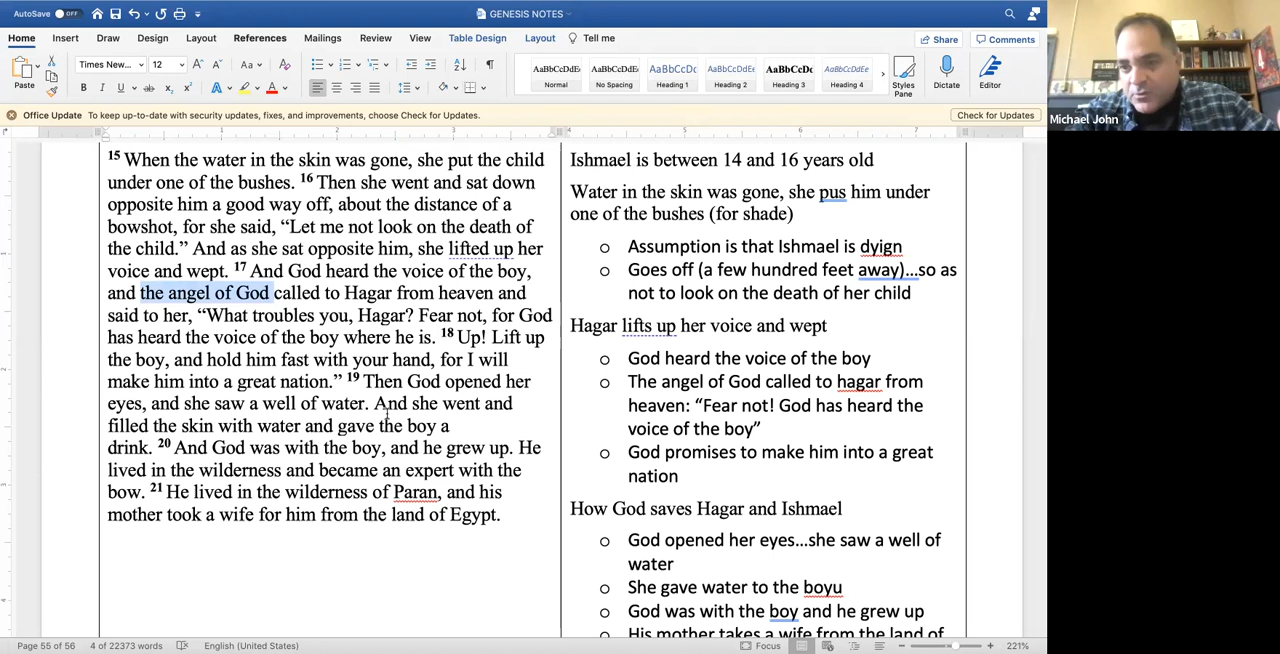 AutoSave OFF
GENESIS NOTES
Home Insert Draw Design Layout References Mailings Review View Table Design Layout Tell me
Share Comments
Paste
Times New... 12
AaBbCcDdEe AaBbCcDdEe AaBbCcDc AaBbCcDdEe AaBbCcDc AaBbCcDdEe
Normal No Spacing Heading 1 Heading 2 Heading 3 Heading 4
Styles Pane
Dictate
Editor
Michael John
Office Update To keep up-to-date with security updates, fixes, and improvements, choose Check for Updates.
Check for Updates
15 When the water in the skin was gone, she put the child
under one of the bushes. 16 Then she went and sat down
opposite him a good way off, about the distance of a
bowshot, for she said, “Let me not look on the death of
the child.” And as she sat opposite him, she lifted up her
voice and wept. 17 And God heard the voice of the boy,
and the angel of God called to Hagar from heaven and
said to her, “What troubles you, Hagar? Fear not, for God
has heard the voice of the boy where he is. 18 Up! Lift up
the boy, and hold him fast with your hand, for I will
make him into a great nation.” 19 Then God opened her
eyes, and she saw a well of water. And she went and
filled the skin with water and gave the boy a
drink. 20 And God was with the boy, and he grew up. He
lived in the wilderness and became an expert with the
bow. 21 He lived in the wilderness of Paran, and his
mother took a wife for him from the land of Egypt.
Ishmael is between 14 and 16 years old
Water in the skin was gone, she pus him under
one of the bushes (for shade)
o Assumption is that Ishmael is dyign
o Goes off (a few hundred feet away)…so as
not to look on the death of her child
Hagar lifts up her voice and wept
o God heard the voice of the boy
o The angel of God called to hagar from
heaven: “Fear not! God has heard the
voice of the boy”
o God promises to make him into a great
nation
How God saves Hagar and Ishmael
o God opened her eyes…she saw a well of
water
o She gave water to the boyu
o God was with the boy and he grew up
o His mother takes a wife from the land of
Page 55 of 56 4 of 22373 words English (United States) Focus 221%